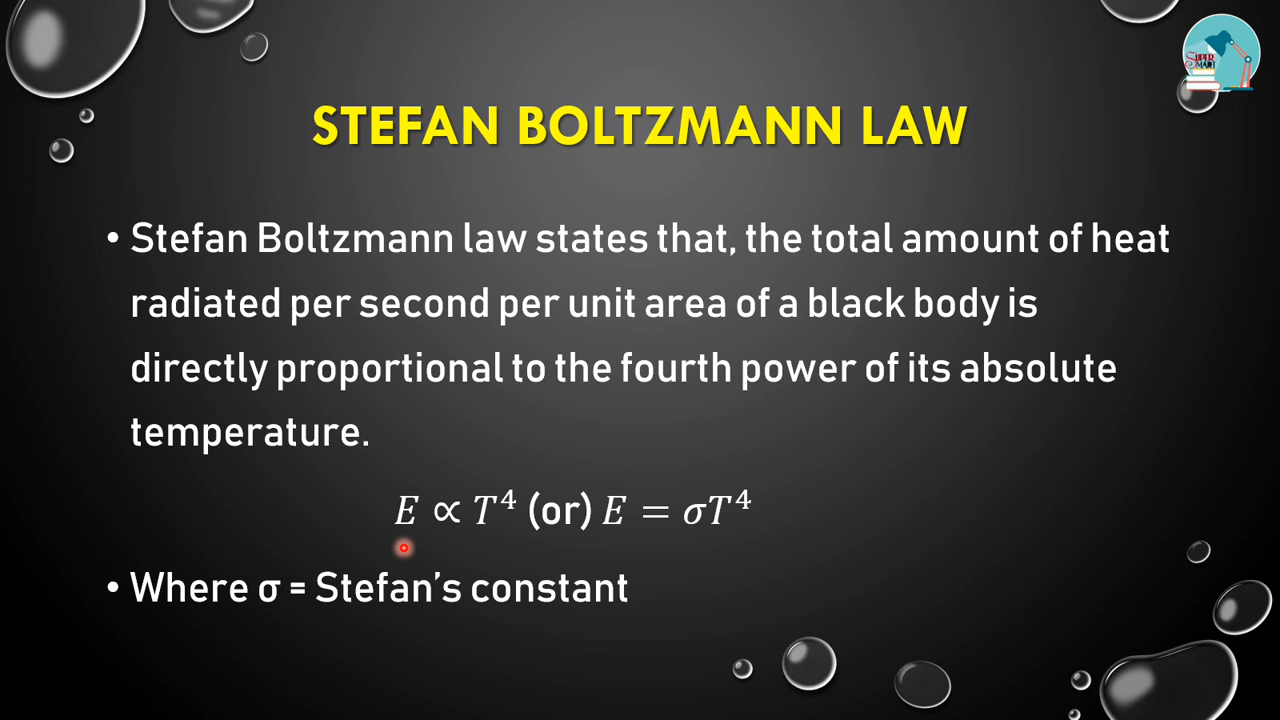 SUPER
SMART
STEFAN BOLTZMANN LAW
• Stefan Boltzmann law states that, the total amount of heat
radiated per second per unit area of a black body is
directly proportional to the fourth power of its absolute
temperature.
E ∝ T⁴ (or) E = σT⁴
• Where σ = Stefan’s constant